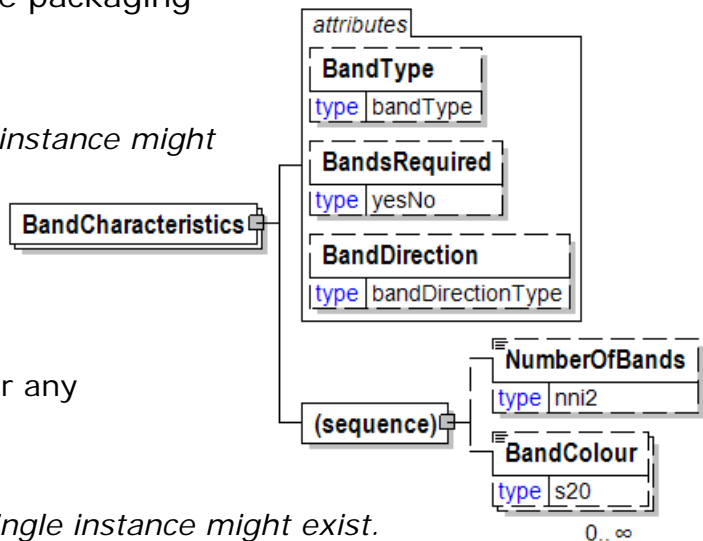 e packaging
attributes
BandType
type bandType
instance might
BandsRequired
type yesNo
BandCharacteristics
BandDirection
type bandDirectionType
r any
NumberOfBands
type nni2
(sequence)
BandColour
type s20
ngle instance might exist.
0.. ∞